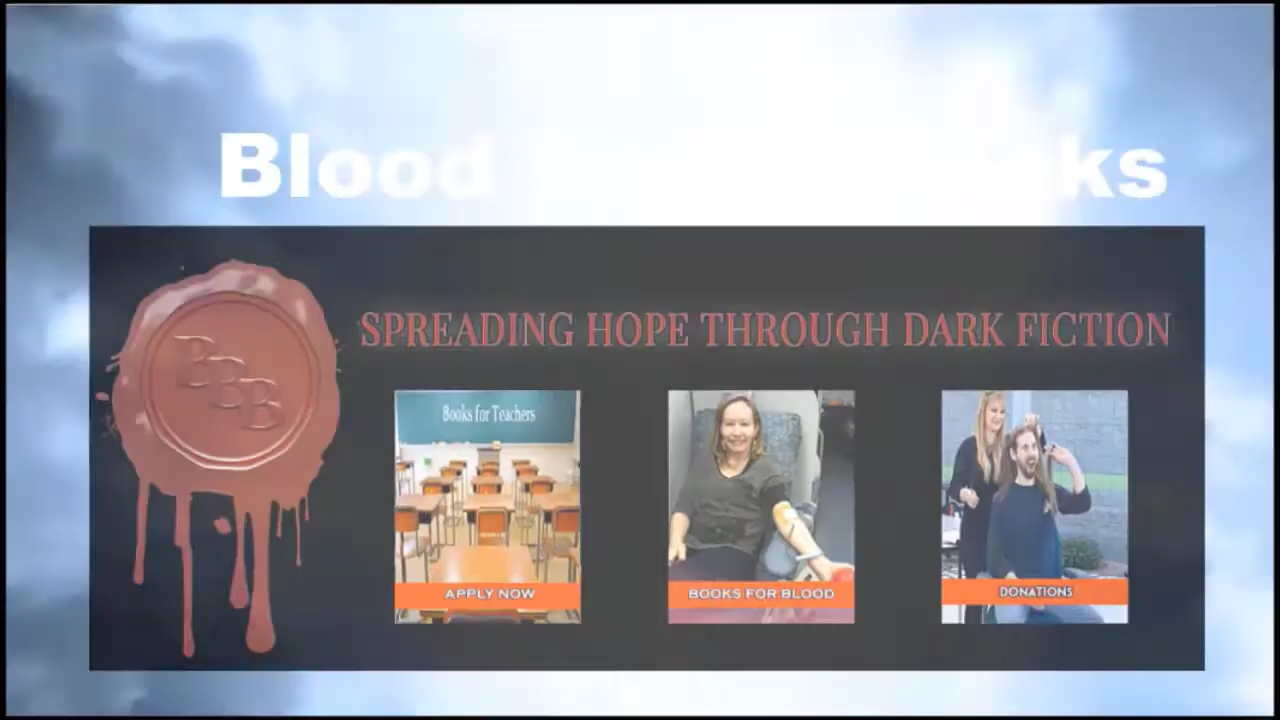 Blood ks
SPREADING HOPE THROUGH DARK FICTION
BBB
Books for Teachers
APPLY NOW
BOOKS FOR BLOOD
DONATIONS